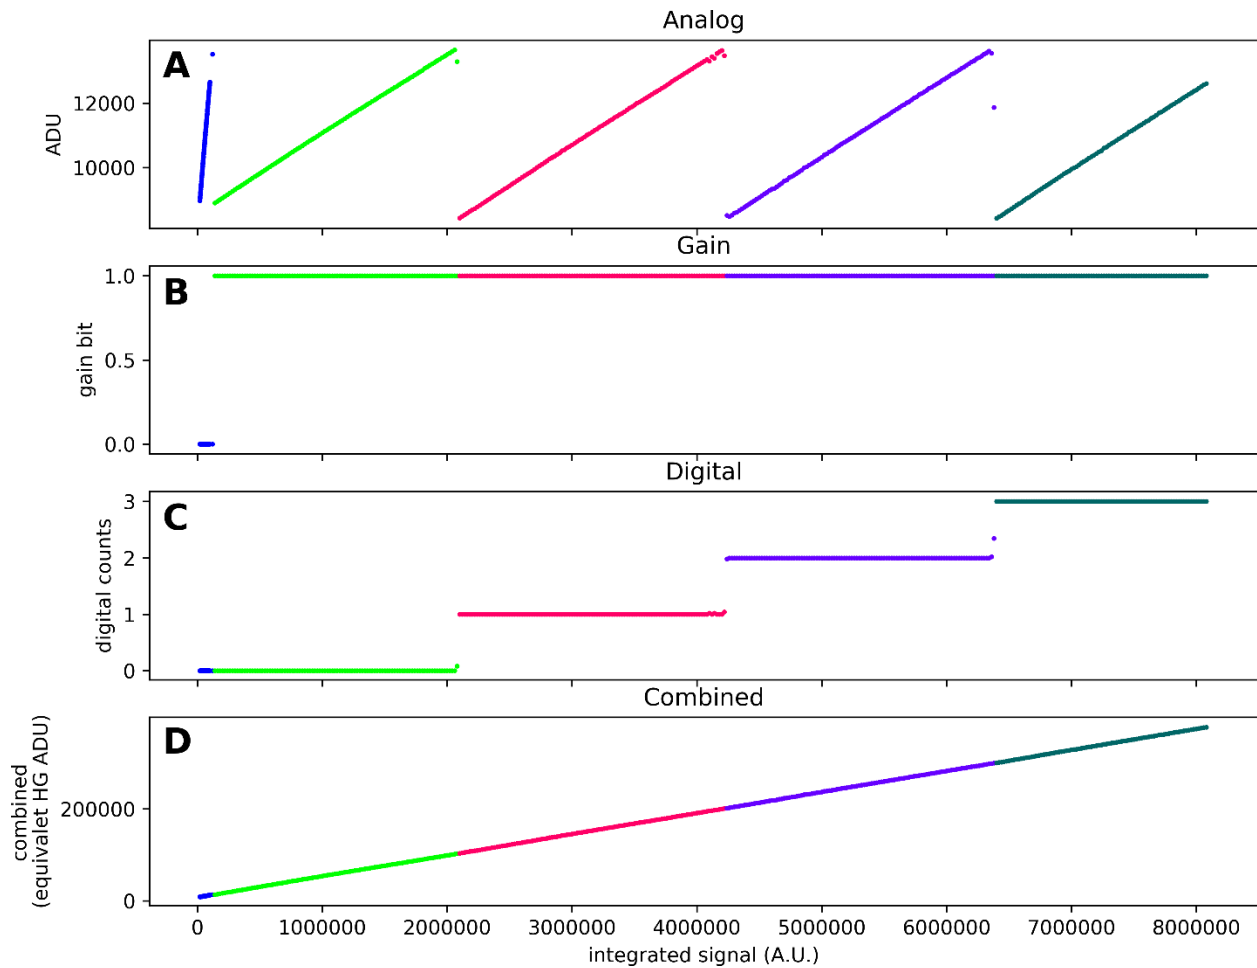 Analog
A
12000
10000
ADU
Gain
B
1.0
0.5
0.0
gain bit
Digital
C
3
2
1
0
digital counts
Combined
D
200000
0
combined
(equivalet HG ADU)
0 1000000 2000000 3000000 4000000 5000000 6000000 7000000 8000000
integrated signal (A.U.)